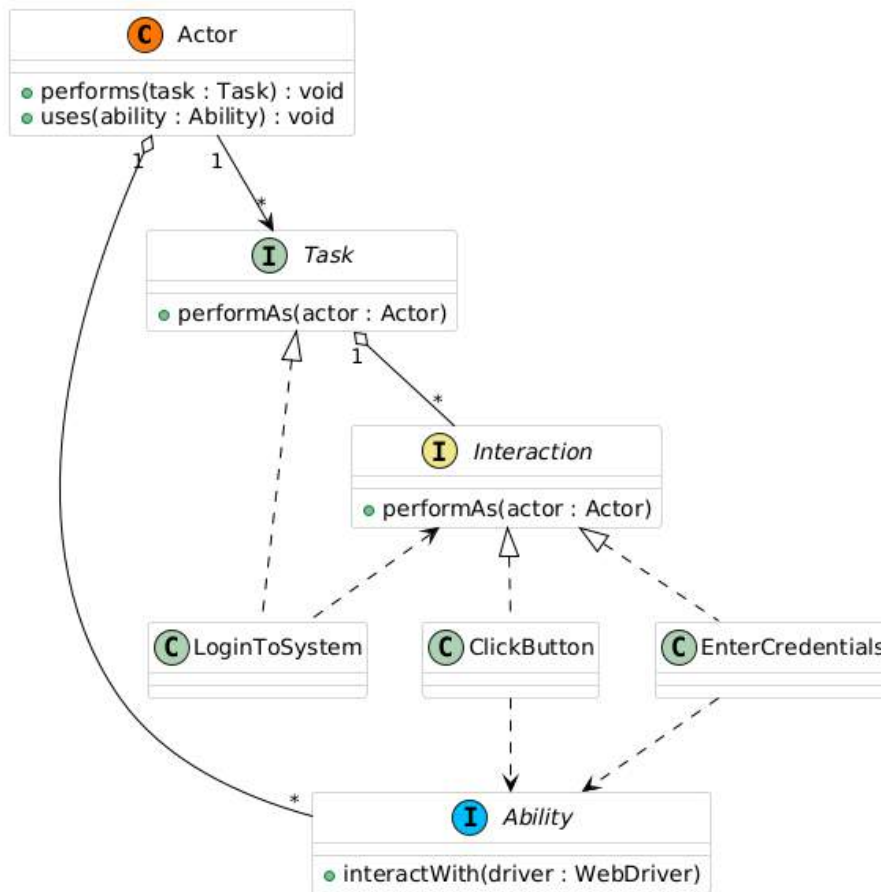 C Actor
performs(task : Task) : void
uses(ability : Ability) : void
1
1
*
I Task
performAs(actor : Actor)
1
*
I Interaction
performAs(actor : Actor)
C LoginToSystem
C ClickButton
C EnterCredentials
*
I Ability
interactWith(driver : WebDriver)